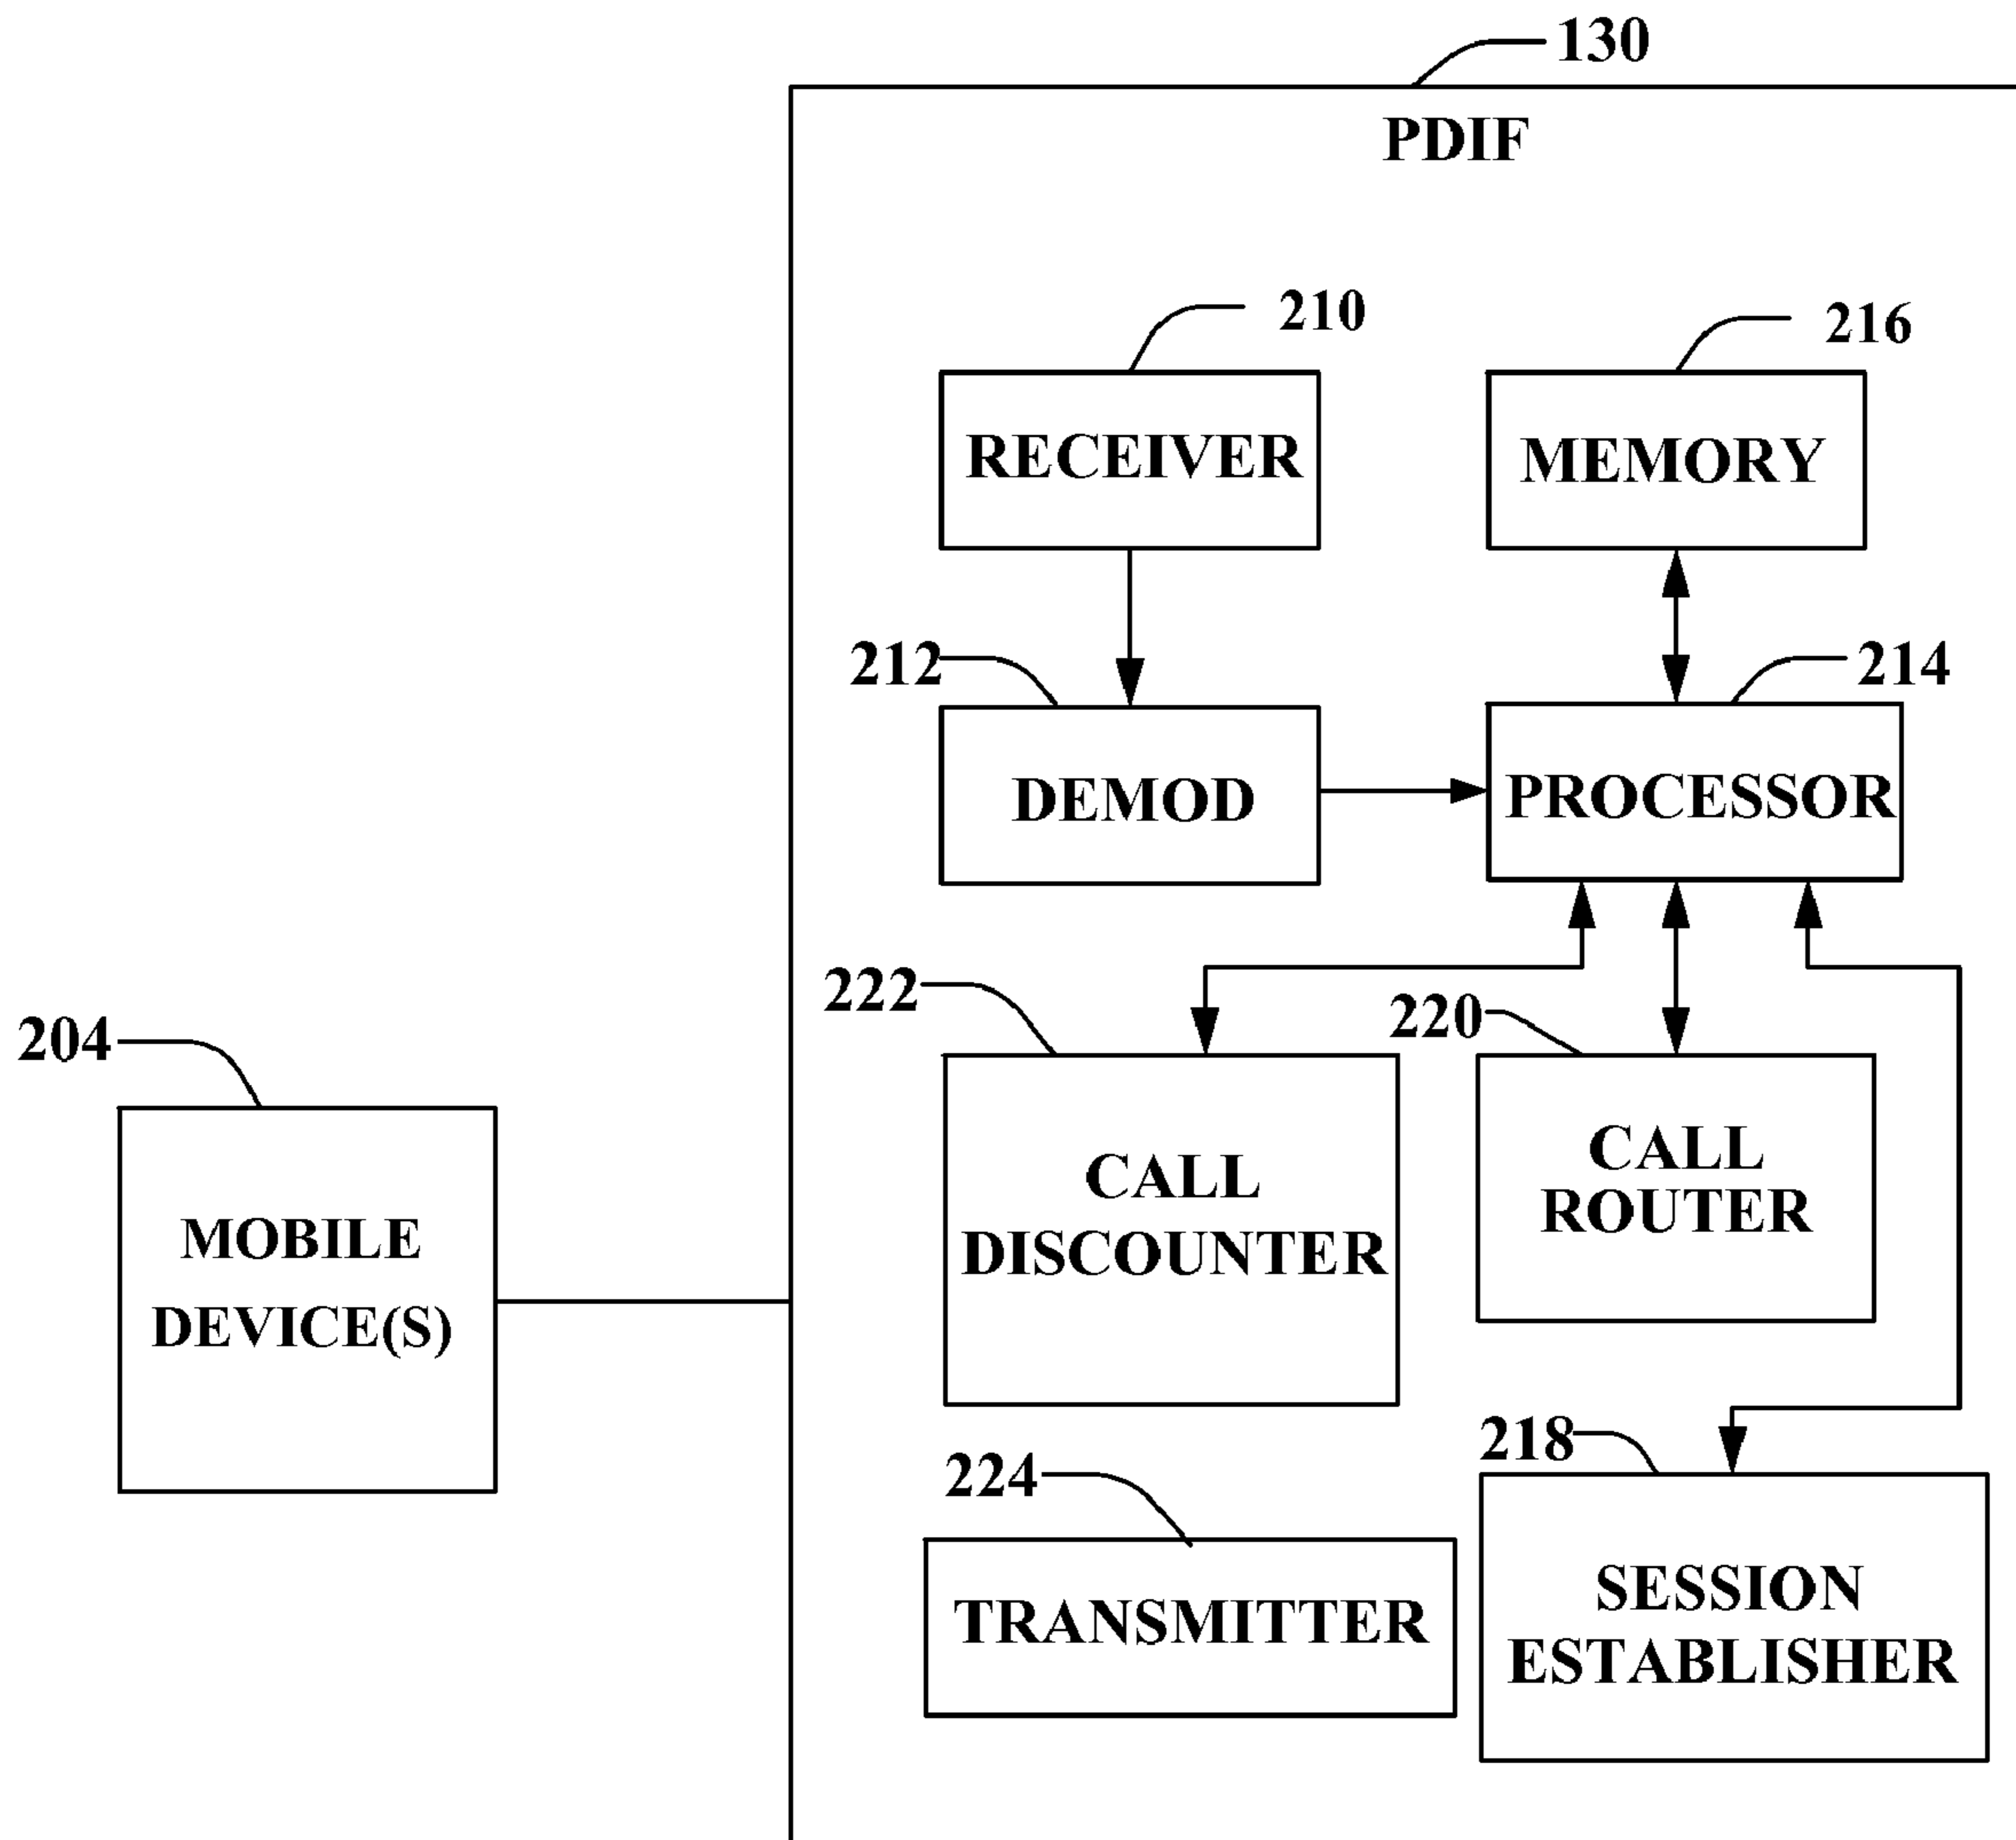 130
PDIF
210
216
RECEIVER
MEMORY
212
214
DEMOD
PROCESSOR
222
220
204
CALL
DISCOUNTER
CALL
ROUTER
MOBILE
DEVICE(S)
218
224
TRANSMITTER
SESSION
ESTABLISHER